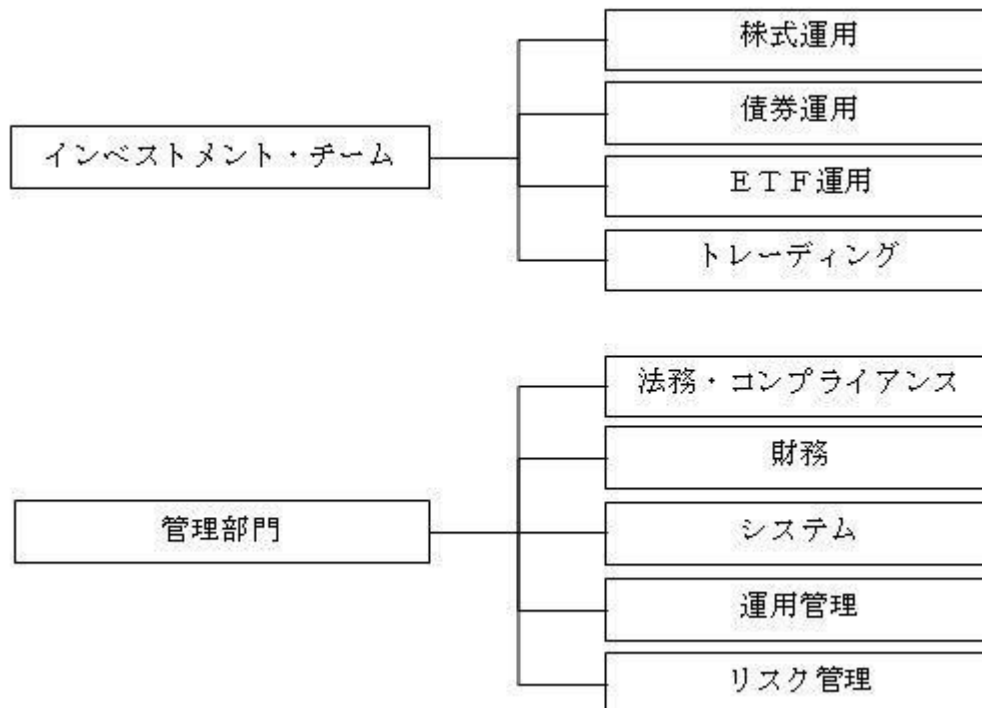 インベストメント・チーム
株式運用
債券運用
ＥＴＦ運用
トレーディング
管理部門
法務・コンプライアンス
財務
システム
運用管理
リスク管理